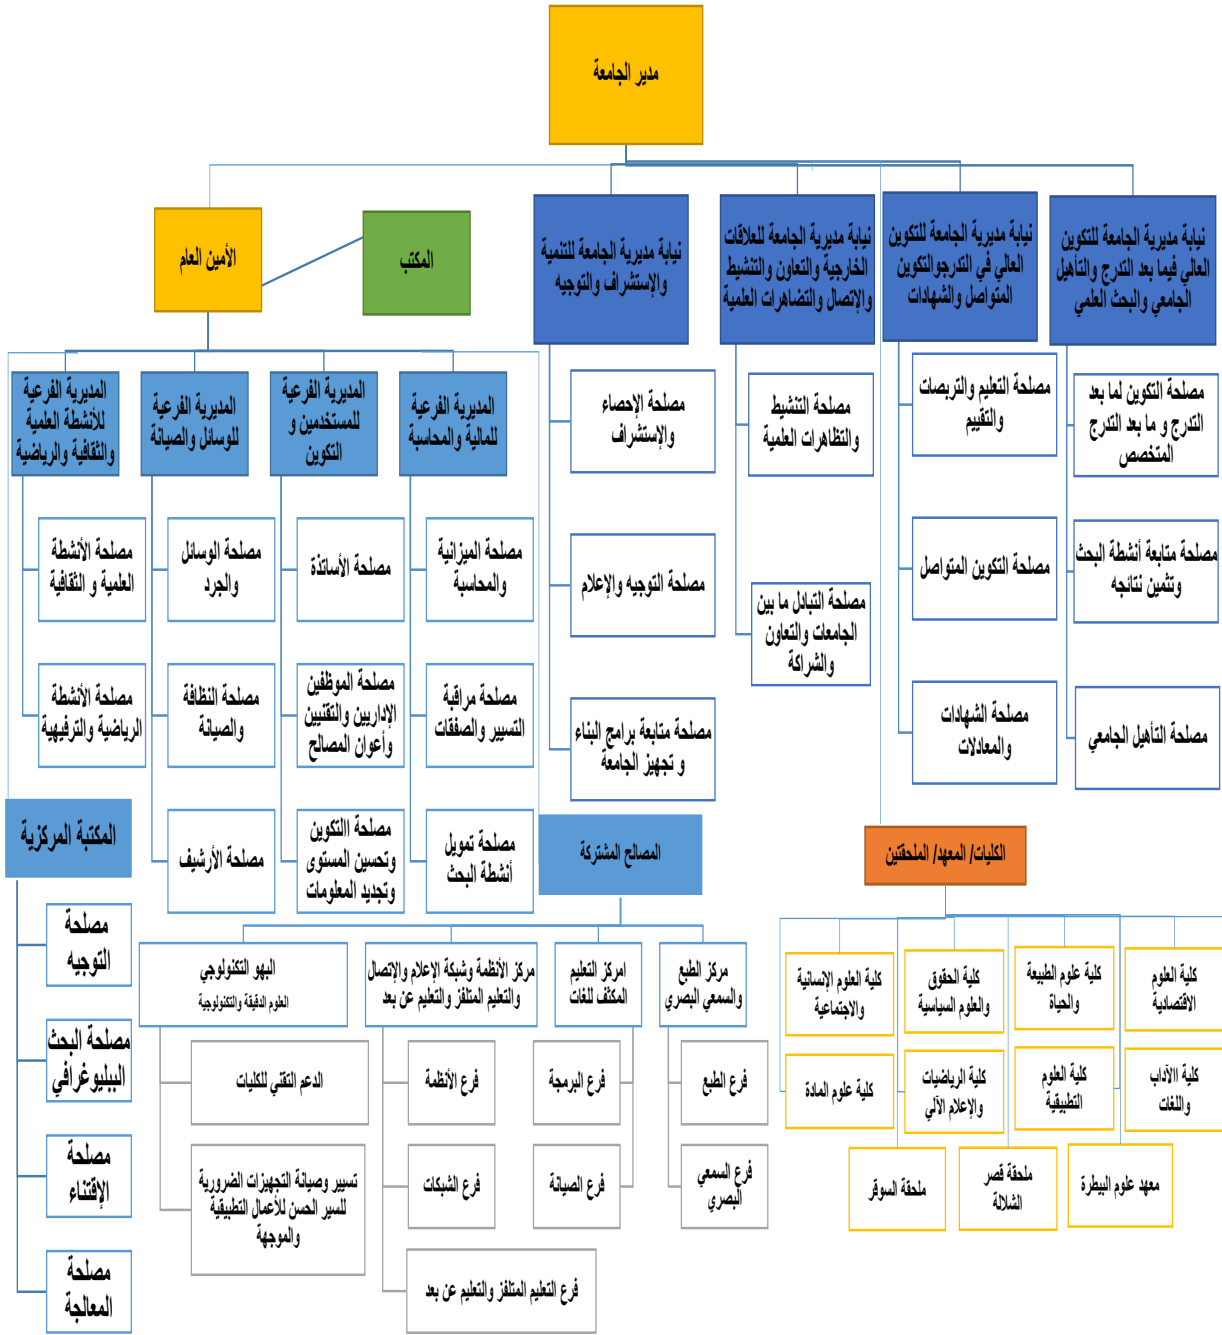 مدير الجامعة
نيابة مديرية الجامعة للتكوين
العالي فيما بعد التدرج والتأهيل
الجامعي والبحث العلمي
نيابة مديرية الجامعة للتكوين
العالي في التدرجوالتكوين
المتواصل والشهادات
نيابة مديرية الجامعة للعلاقات
الخارجية والتعاون والتنشيط
والإتصال والتضاهرات العلمية
نيابة مديرية الجامعة للتنمية
والإستشراف والتوجيه
المكتب
الأمين العام
مصلحة التكوين لما بعد
التدرج و ما بعد التدرج
المتخصص
مصلحة متابعة أنشطة البحث
وتثمين نتائجه
مصلحة التأهيل الجامعي
مصلحة التعليم والتربصات
والتقييم
مصلحة التكوين المتواصل
مصلحة الشهادات
والمعادلات
مصلحة التنشيط
والتظاهرات العلمية
مصلحة التبادل ما بين
الجامعات والتعاون
والشراكة
مصلحة الإحصاء
والإستشراف
مصلحة التوجيه والإعلام
مصلحة متابعة برامج البناء
و تجهيز الجامعة
المديرية الفرعية
للمالية والمحاسبة
مصلحة الميزانية
والمحاسبة
مصلحة مراقبة
التسيير والصفقات
مصلحة تمويل
أنشطة البحث
المديرية الفرعية
للمستخدمين و
التكوين
مصلحة الأساتذة
مصلحة الموظفين
الإداريين والتقنيين
وأعوان المصالح
مصلحة االتكوين
وتحسين المستوى
وتجديد المعلومات
المديرية الفرعية
للوسائل والصيانة
مصلحة الوسائل
والجرد
مصلحة النظافة
والصيانة
مصلحة الأرشيف
المديرية الفرعية
للأنشطة العلمية
والثقافية والرياضية
مصلحة الأنشطة
العلمية و الثقافية
مصلحة الأنشطة
الرياضية والترفيهية
الكليات/ المعهد/ الملحقتين
كلية العلوم
الاقتصادية
كلية علوم الطبيعة
والحياة
كلية الحقوق
والعلوم السياسية
كلية العلوم الإنسانية
والاجتماعية
كلية االآداب
واللغات
كلية العلوم
التطبيقية
كلية الرياضيات
والإعلام الآلي
كلية علوم المادة
معهد علوم البيطرة
ملحقة قصر
الشلالة
ملحقة السوقر
المصالح المشتركة
مركز الطبع
والسمعي البصري
فرع الطبع
فرع السمعي
البصري
امركز التعليم
المكثف للغات
فرع البرمجة
فرع الصيانة
مركز الأنظمة وشبكة الإعلام والإتصال
والتعليم المتلفز والتعليم عن بعد
فرع الأنظمة
فرع الشبكات
فرع التعليم المتلفز والتعليم عن بعد
البهو التكنولوجي
العلوم الدقيقة والتكنولوجية
الدعم التقني للكليات
تسيير وصيانة التجهيزات الضرورية
للسير الحسن للأعمال التطبيقية
والموجهة
المكتبة المركزية
مصلحة
التوجيه
مصلحة البحث
الببليوغرافي
مصلحة
الإقتناء
مصلحة
المعالجة